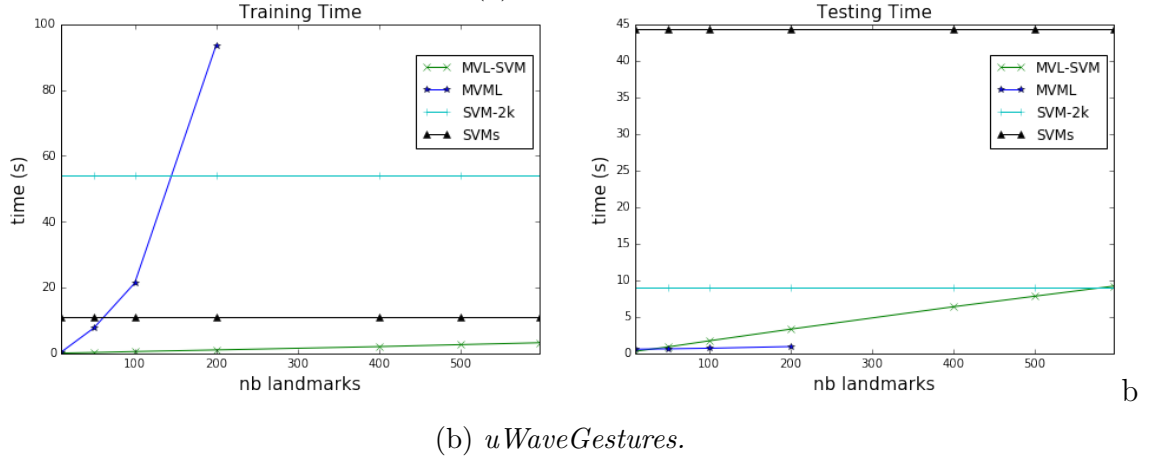 Training Time
100
80
60
40
20
0
time (s)
MVL-SVM
MVML
SVM-2k
SVMs
100
200
300
400
500
nb landmarks
Testing Time
45
40
35
30
25
20
15
10
5
0
time (s)
MVL-SVM
MVML
SVM-2k
SVMs
100
200
300
400
500
nb landmarks
b
(b) uWaveGestures.